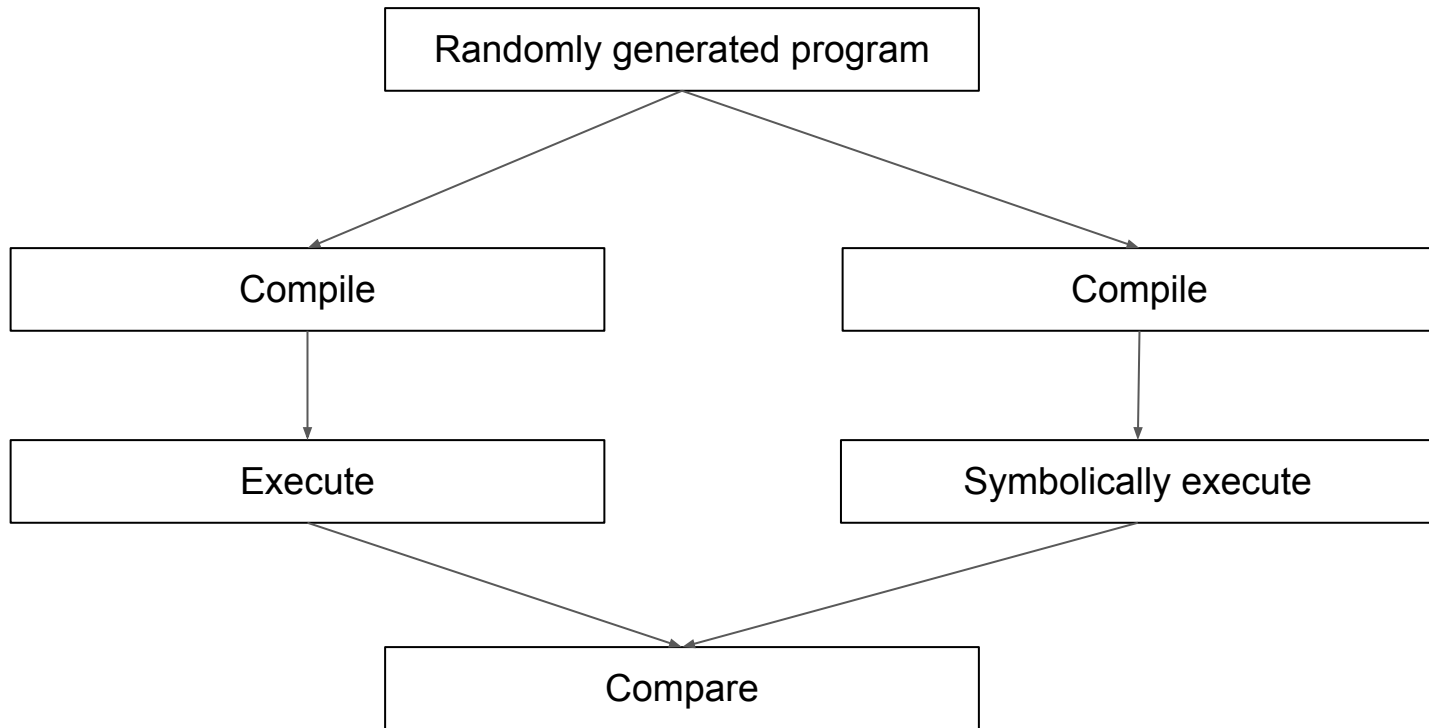 Randomly generated program
Compile
Compile
Execute
Symbolically execute
Compare